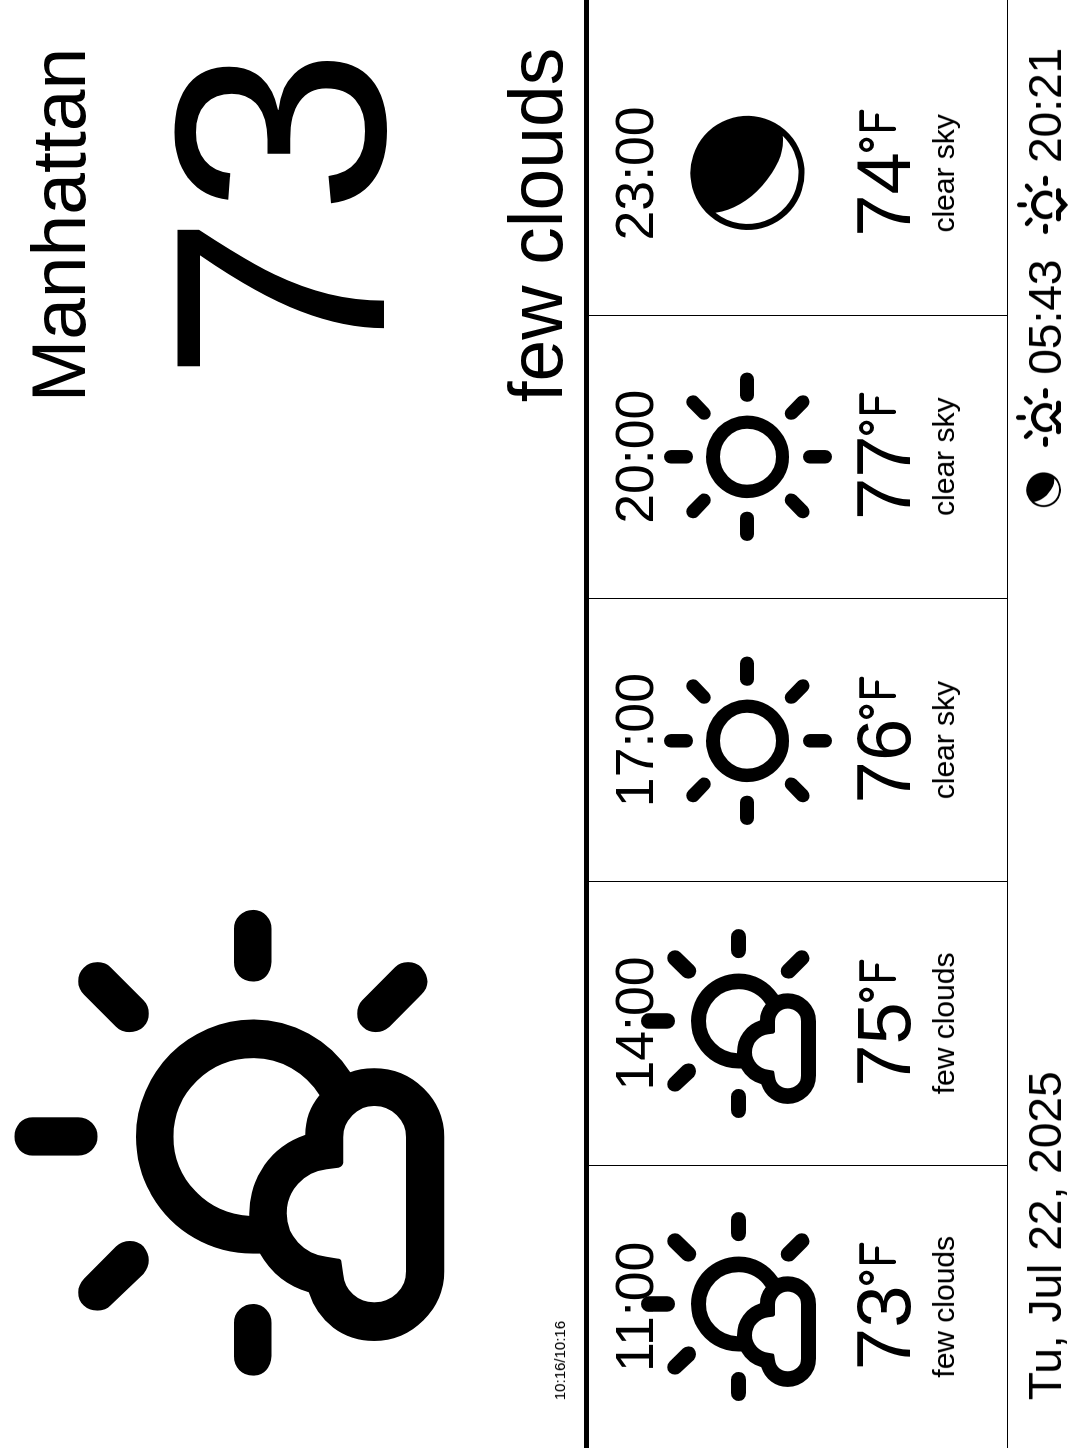 Manhattan
73
few clouds
10:16/10:16
11:00 14:00 17:00 20:00 23:00
73°F 75°F 76°F 77°F 74°F
few clouds few clouds clear sky clear sky clear sky
Tu, Jul 22, 2025 05:43 20:21